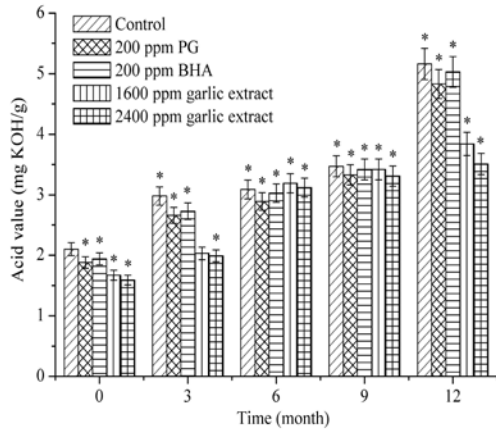 Control
200 ppm PG
200 ppm BHA
1600 ppm garlic extract
2400 ppm garlic extract
Acid value (mg KOH/g)
6
5
4
3
2
1
0
* * * *
* * * *
* * * * *
* * * * *
* * * * *
0 3 6 9 12
Time (month)